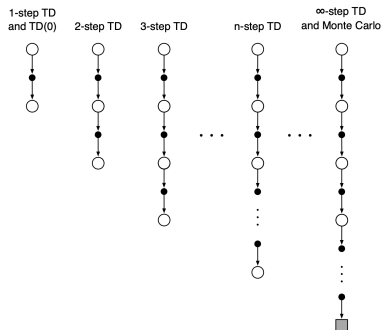 1-step TD
and TD(0)
2-step TD
3-step TD
n-step TD
∞-step TD
and Monte Carlo